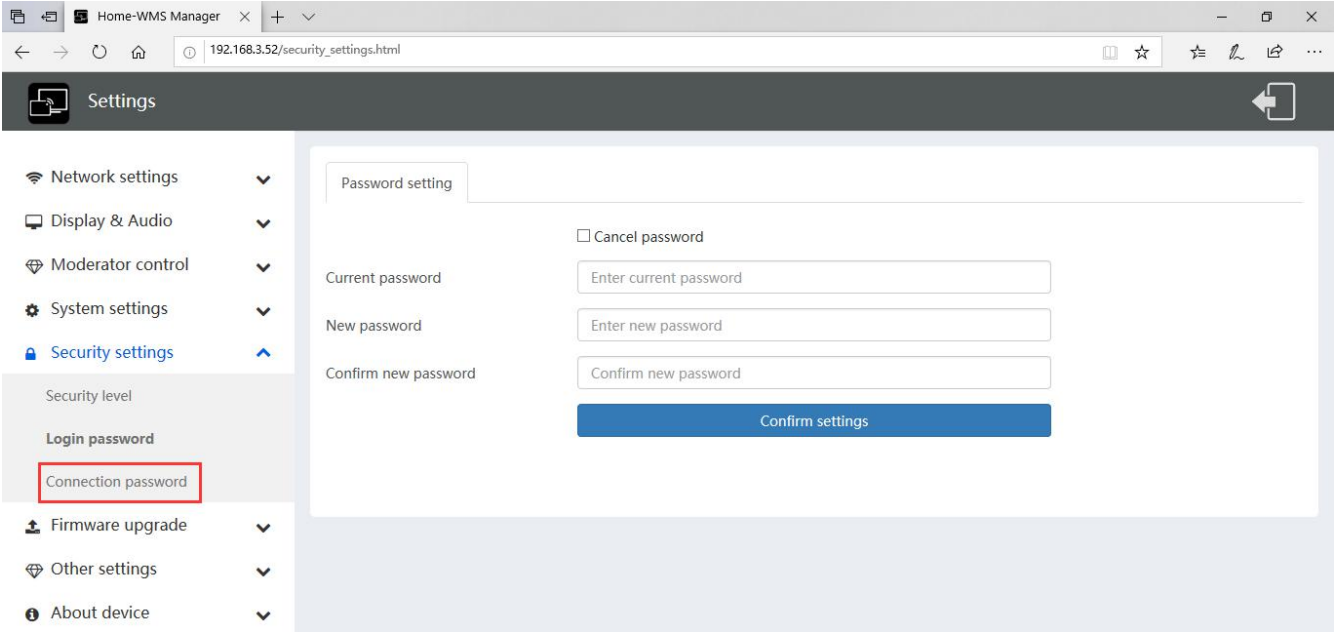 Home-WMS Manager
192.168.3.52/security_settings.html
Settings
Network settings
Display & Audio
Moderator control
System settings
Security settings
Security level
Login password
Connection password
Firmware upgrade
Other settings
About device
Password setting
Cancel password
Current password
Enter current password
New password
Enter new password
Confirm new password
Confirm new password
Confirm settings